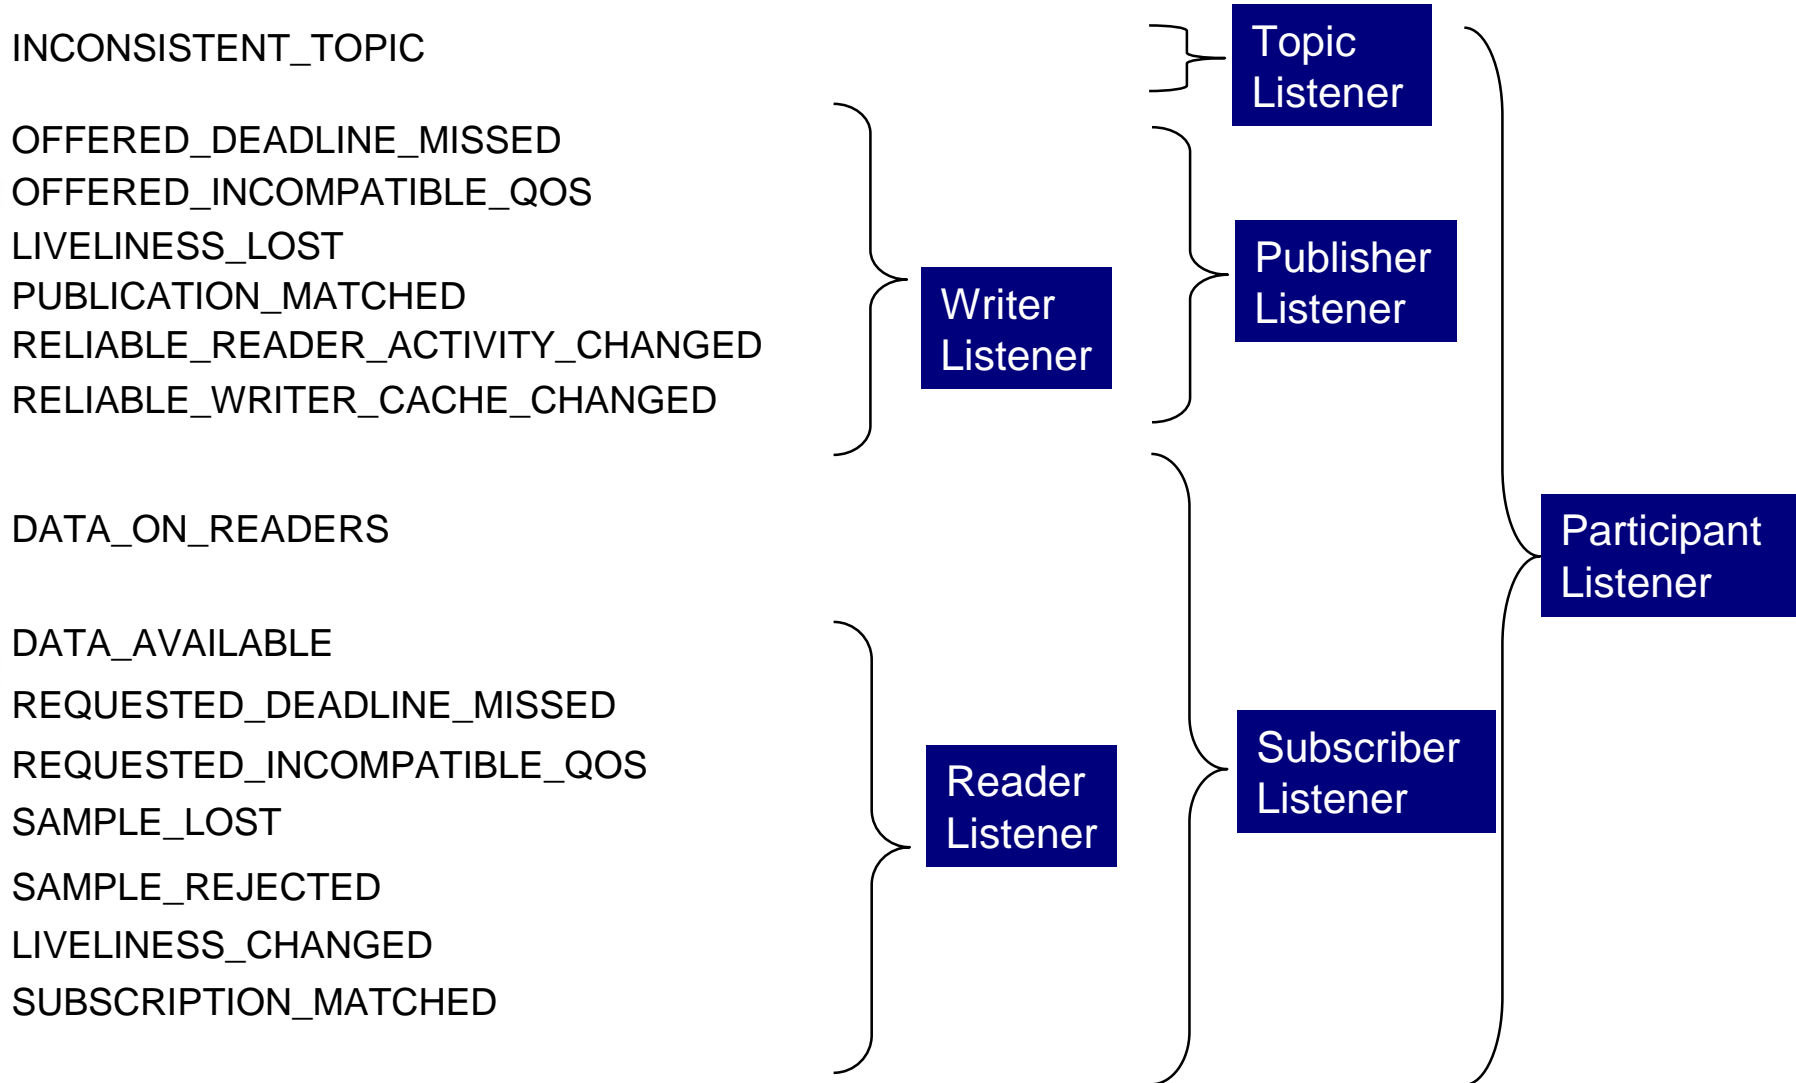 INCONSISTENT_TOPIC
Topic
Listener
OFFERED_DEADLINE_MISSED
OFFERED_INCOMPATIBLE_QOS
LIVELINESS_LOST
PUBLICATION_MATCHED
RELIABLE_READER_ACTIVITY_CHANGED
RELIABLE_WRITER_CACHE_CHANGED
Writer
Listener
Publisher
Listener
DATA_ON_READERS
Participant
Listener
DATA_AVAILABLE
REQUESTED_DEADLINE_MISSED
REQUESTED_INCOMPATIBLE_QOS
SAMPLE_LOST
SAMPLE_REJECTED
LIVELINESS_CHANGED
SUBSCRIPTION_MATCHED
Reader
Listener
Subscriber
Listener